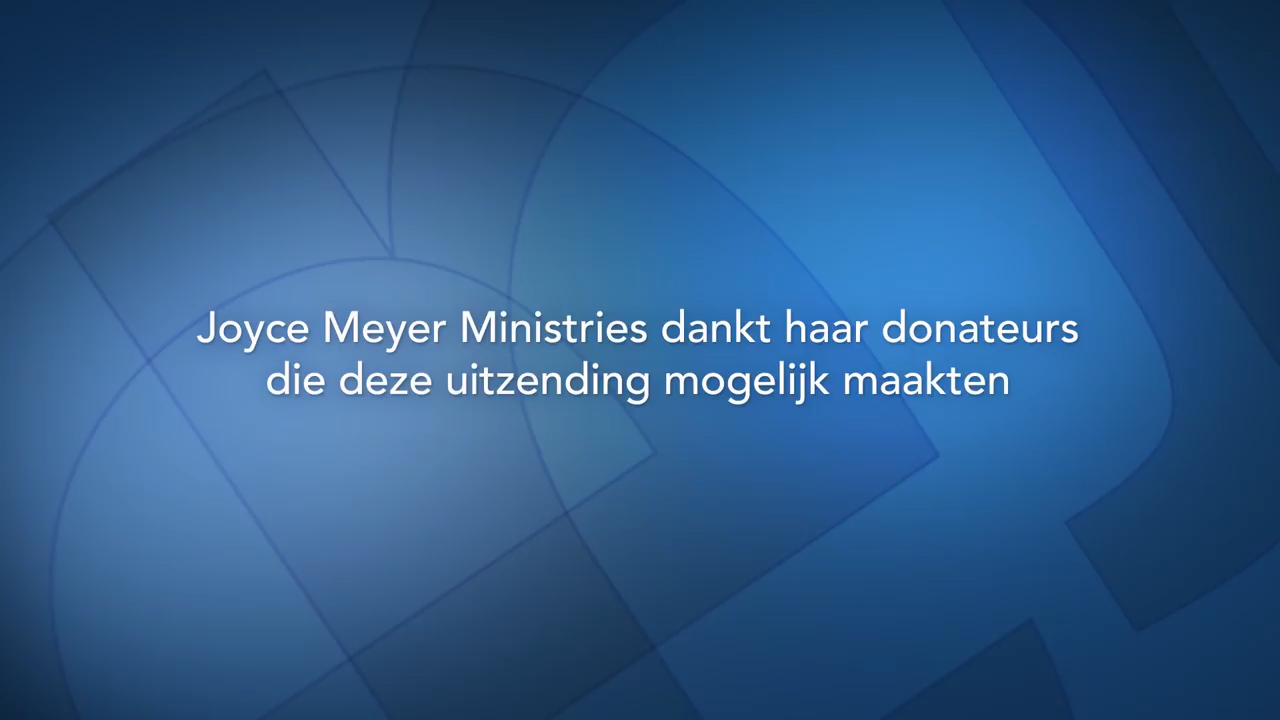 Joyce Meyer Ministries dankt haar donateurs
die deze uitzending mogelijk maakten